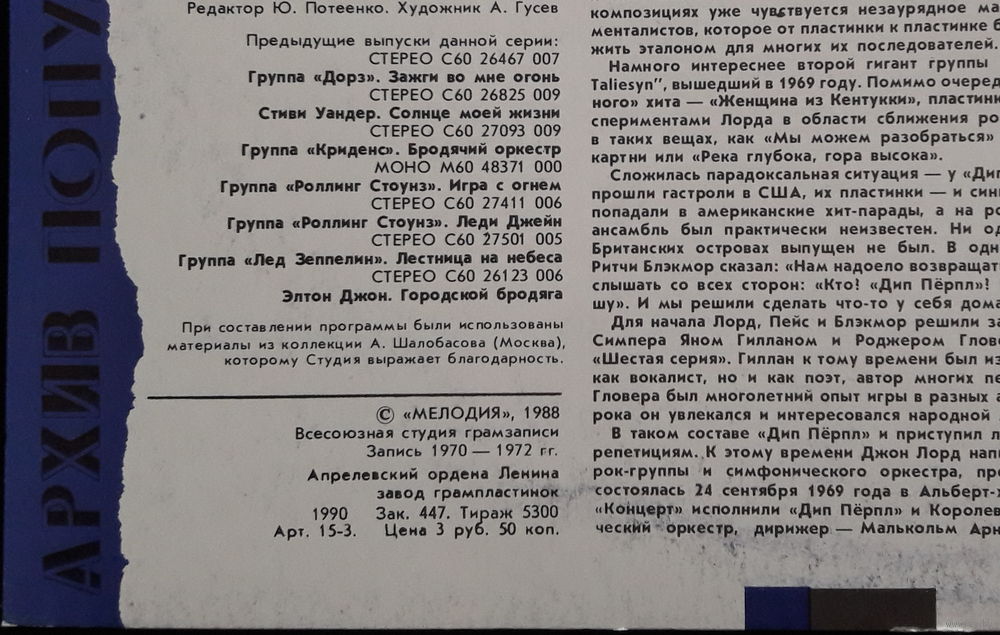 АРХИВ ПОПУ
Редактор Ю. Потеенко. Художник А. Гусев
Предыдущие выпуски данной серии:
СТЕРЕО С60 26467 007
Группа «Дорз». Зажги во мне огонь
СТЕРЕО С60 26825 009
Стиви Уандер. Солнце моей жизни
СТЕРЕО С60 27093 009
Группа «Криденс». Бродячий оркестр
МОНО М60 48371 000
Группа «Роллинг Стоунз». Игра с огнем
СТЕРЕО С60 27411 006
Группа «Роллинг Стоунз». Леди Джейн
СТЕРЕО С60 27501 005
Группа «Лед Зеппелин». Лестница на небеса
СТЕРЕО С60 26123 006
Элтон Джон. Городской бродяга
При составлении программы были использованы
материалы из коллекции А. Шалобасова (Москва),
которому Студия выражает благодарность.
© «МЕЛОДИЯ», 1988
Всесоюзная студия грамзаписи
Запись 1970 — 1972 гг.
Апрелевский ордена Ленина
завод грампластинок
1990 Зак. 447. Тираж 5300
Арт. 15-3. Цена 3 руб. 50 коп.
композициях уже чувствуется незаурядное ма
менталистов, которое от пластинки к пластинке б
жить эталоном для многих их последователей.
Намного интереснее второй гигант группы
Taliesyn", вышедший в 1969 году. Помимо очеред
ного» хита — «Женщина из Кентукки», пластинк
спериментами Лорда в области сближения ро
в таких вещах, как «Мы можем разобраться»
картни или «Река глубока, гора высока».
Сложилась парадоксальная ситуация — у «Дип
прошли гастроли в США, их пластинки — и син
попадали в американские хит-парады, а на ро
ансамбль был практически неизвестен. Ни од
Британских островах выпущен не был. В одн
Ритчи Блэкмор сказал: «Нам надоело возвращат
слышать со всех сторон: «Кто! «Дип Пёрпл»!
шу». И мы решили сделать что-то у себя дома
Для начала Лорд, Пейс и Блэкмор решили за
Симпера Яном Гилланом и Роджером Глове
«Шестая серия». Гиллан к тому времени был из
как вокалист, но и как поэт, автор многих пе
Гловера был многолетний опыт игры в разных а
рока он увлекался и интересовался народной
В таком составе «Дип Пёрпл» и приступил л
репетициям. К этому времени Джон Лорд напи
рок-группы и симфонического оркестра, пре
состоялась 24 сентября 1969 года в Альберт-х
«Концерт» исполнили «Дип Пёрпл» и Королев
ческий оркестр, дирижер — Малькольм Арн